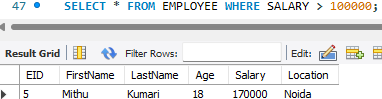 47 SELECT * FROM EMPLOYEE WHERE SALARY > 100000;
Result Grid Filter Rows: Edit:
EID FirstName LastName Age Salary Location
5 Mithu Kumari 18 170000 Noida